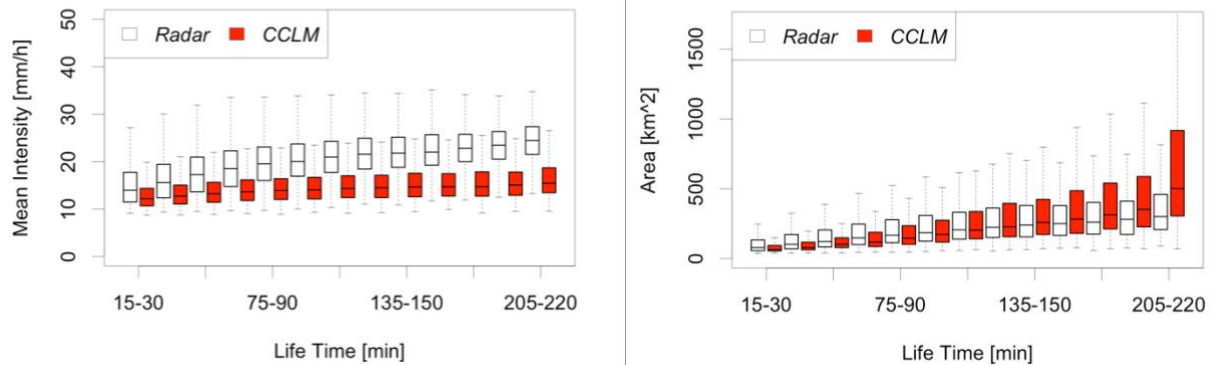 Mean Intensity [mm/h]
50
40
30
20
10
0
Radar CCLM
15-30 75-90 135-150 205-220
Life Time [min]
Area [km^2]
1500
1000
500
0
Radar CCLM
15-30 75-90 135-150 205-220
Life Time [min]